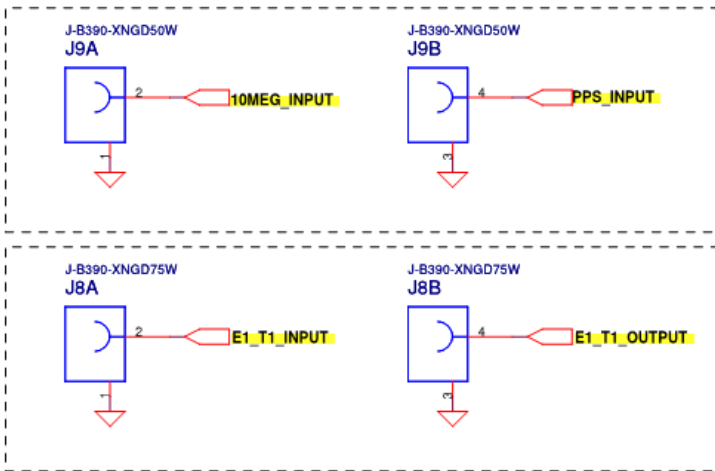 J-B390-XNGD50W
J9A
2
10MEG_INPUT
1
J-B390-XNGD50W
J9B
4
PPS_INPUT
3
J-B390-XNGD75W
J8A
2
E1_T1_INPUT
1
J-B390-XNGD75W
J8B
4
E1_T1_OUTPUT
3